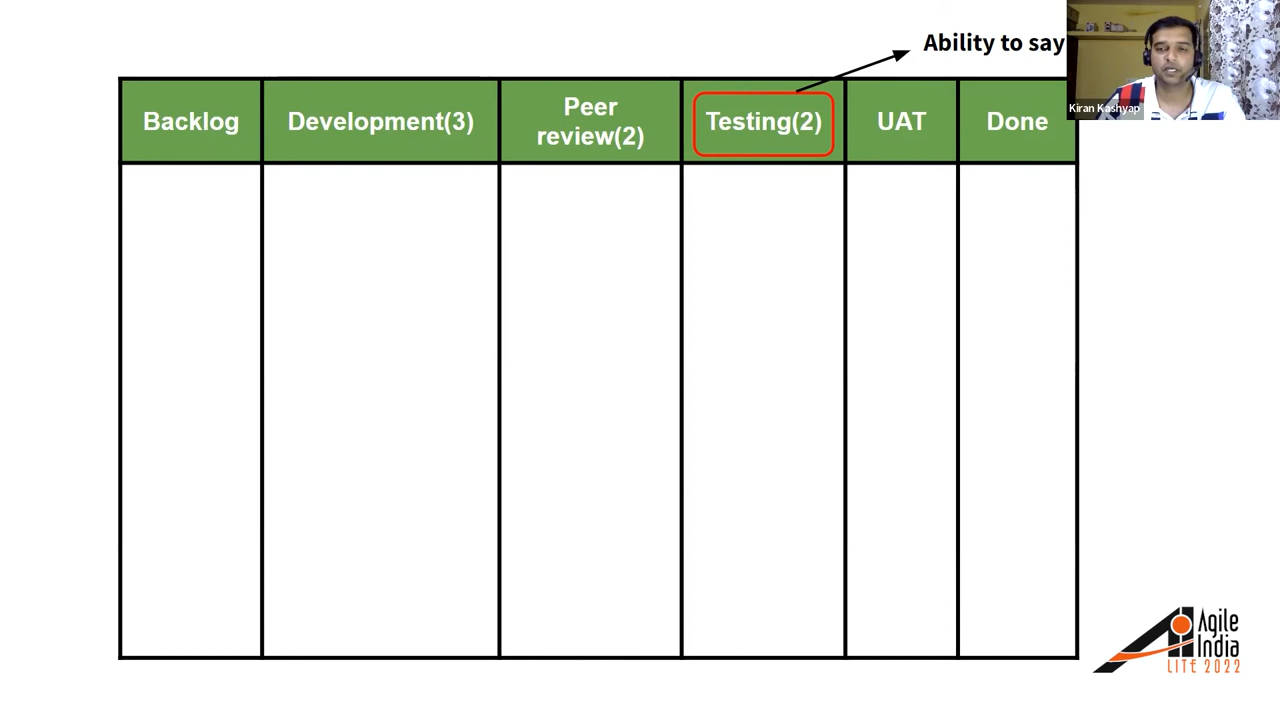 Ability to say
Kiran Kashyap
Backlog
Development(3)
Peer
review(2)
Testing(2)
UAT
Done
Agile
India
LITE 2022